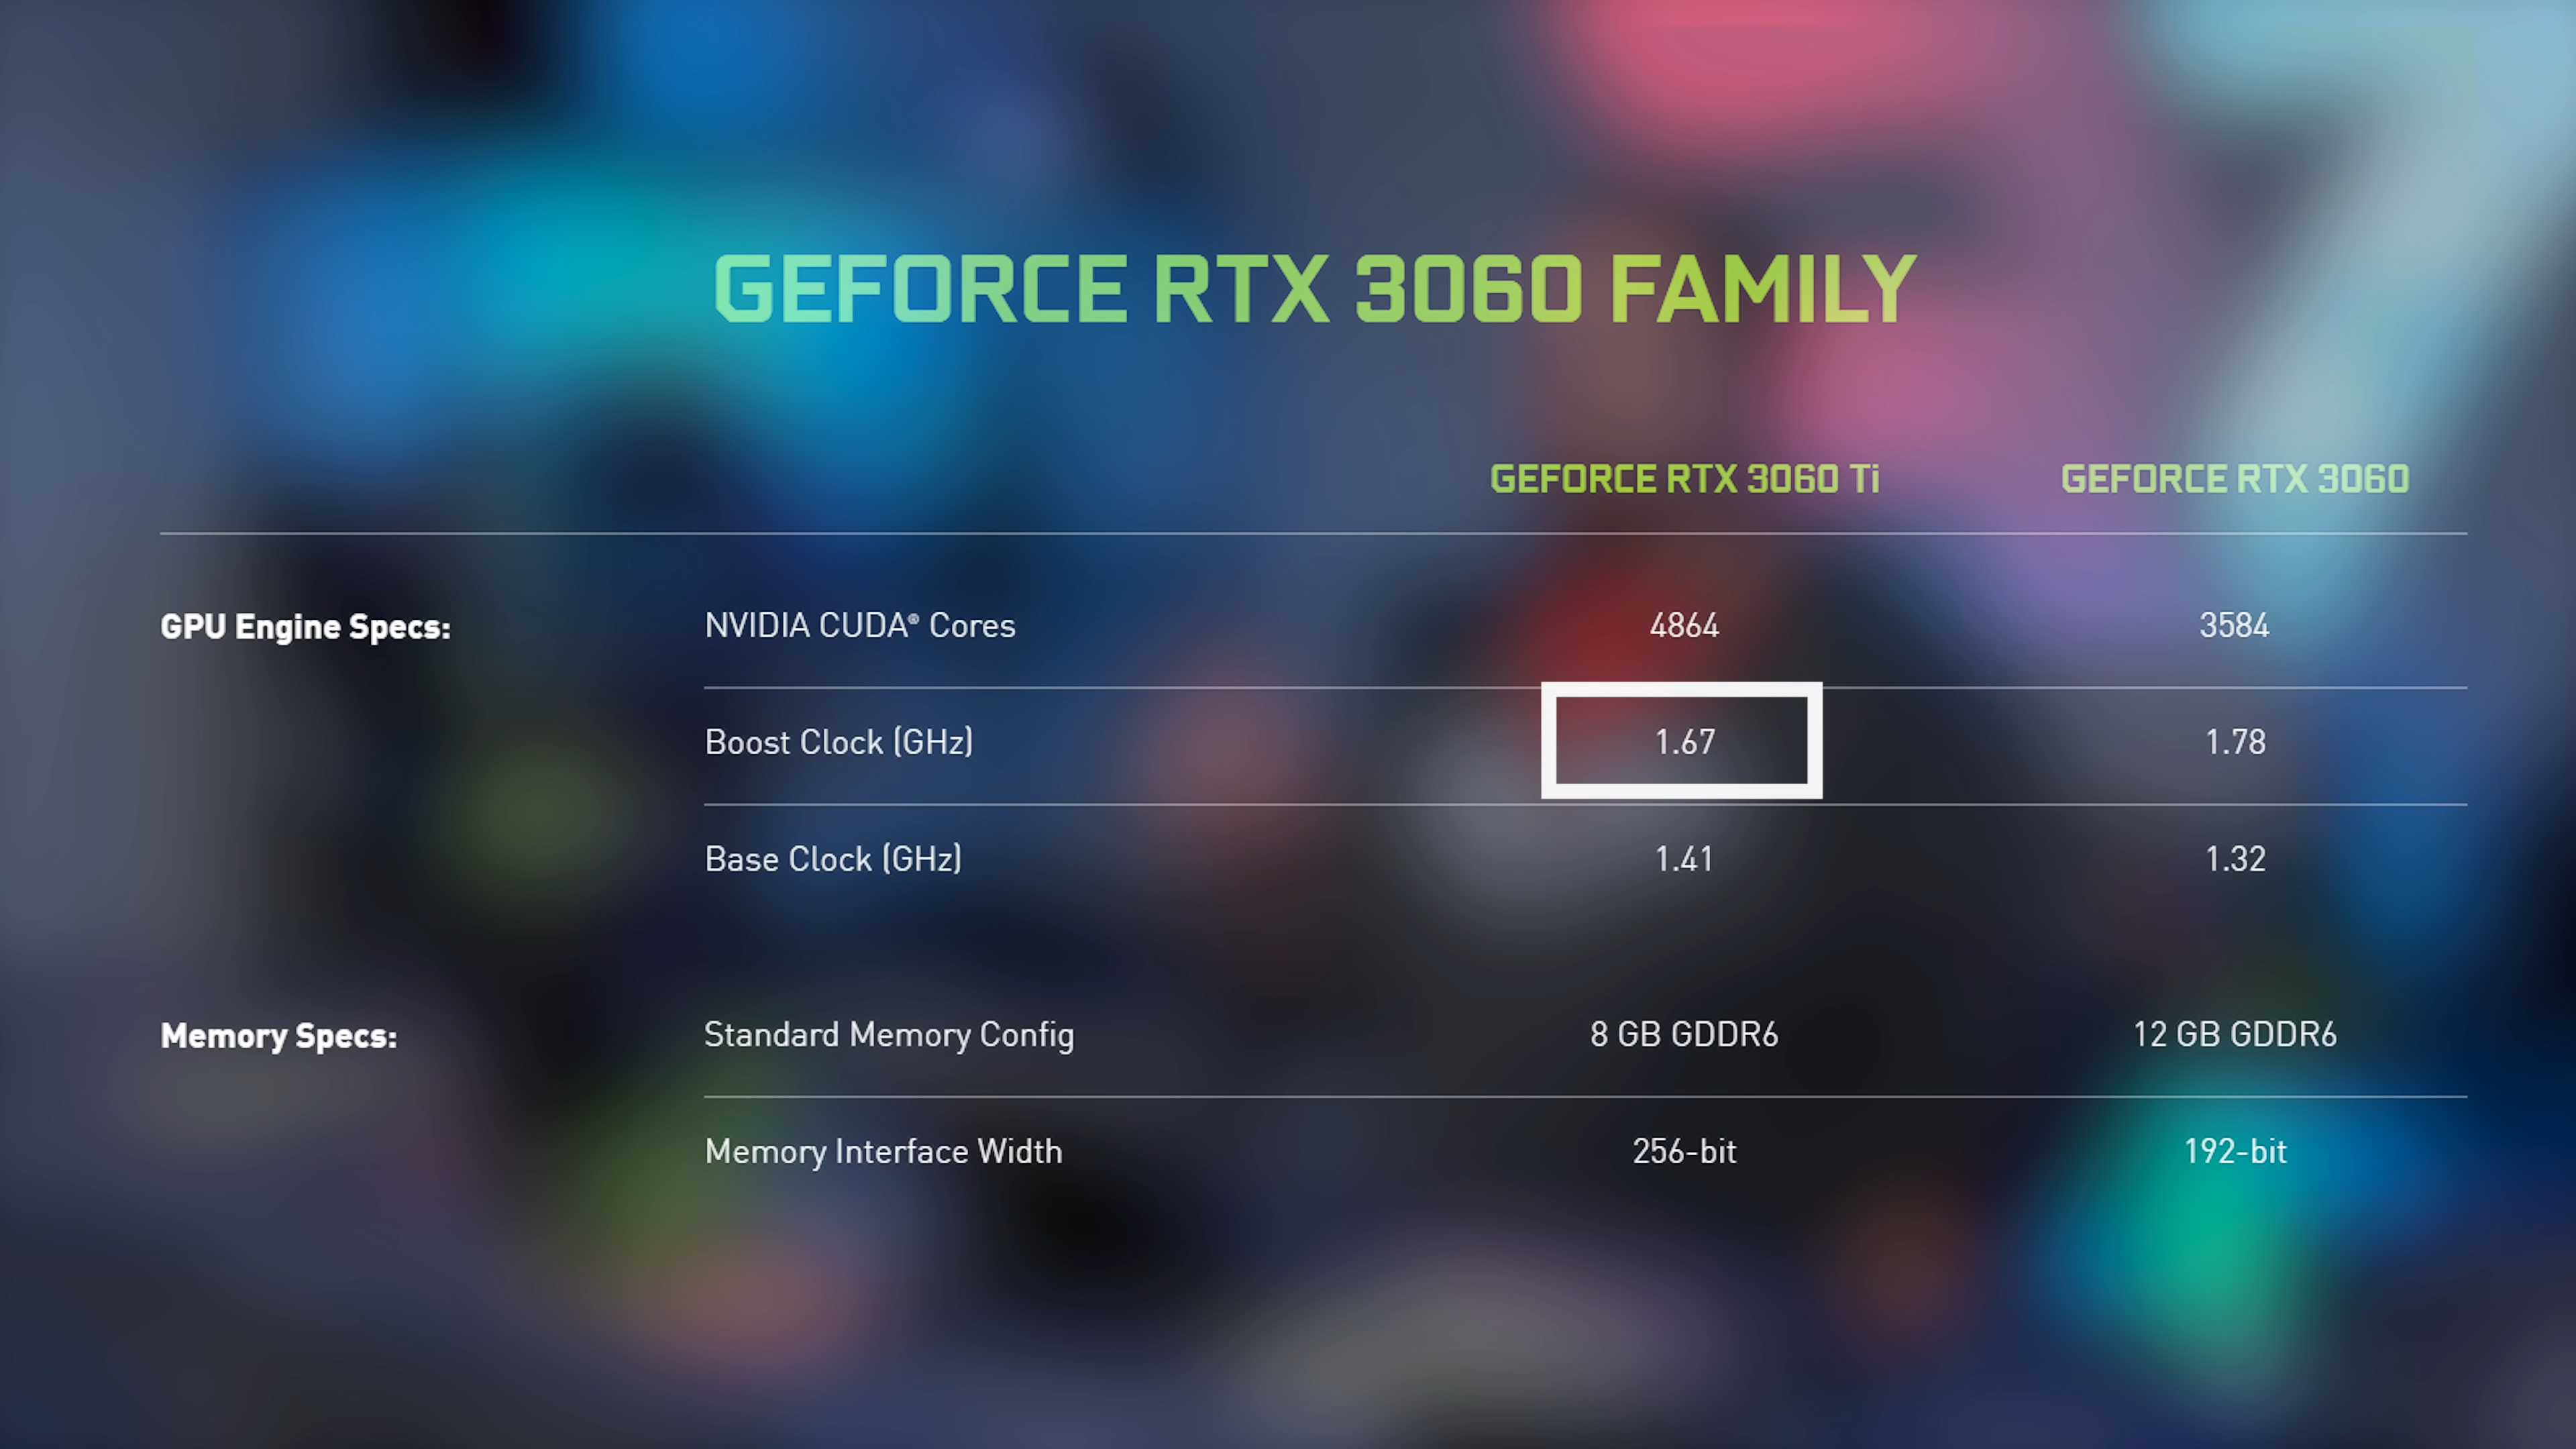 GEFORCE RTX 3060 FAMILY
GEFORCE RTX 3060 Ti GEFORCE RTX 3060
GPU Engine Specs: NVIDIA CUDA® Cores 4864 3584
Boost Clock (GHz) 1.67 1.78
Base Clock (GHz) 1.41 1.32
Memory Specs: Standard Memory Config 8 GB GDDR6 12 GB GDDR6
Memory Interface Width 256-bit 192-bit